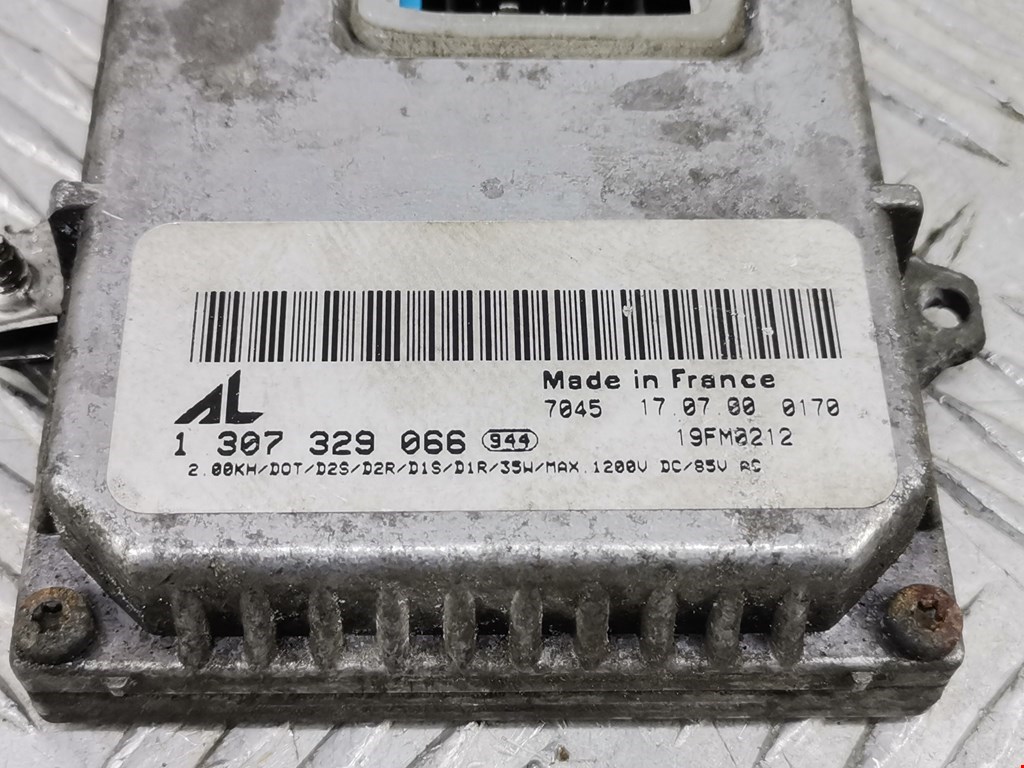 Made in France
AL
7045 17.07.00 0170
1 307 329 066 944
19FM0212
2.00KH/DOT/D2S/D2R/D1S/D1R/35W/MAX.1200V DC/85V AC